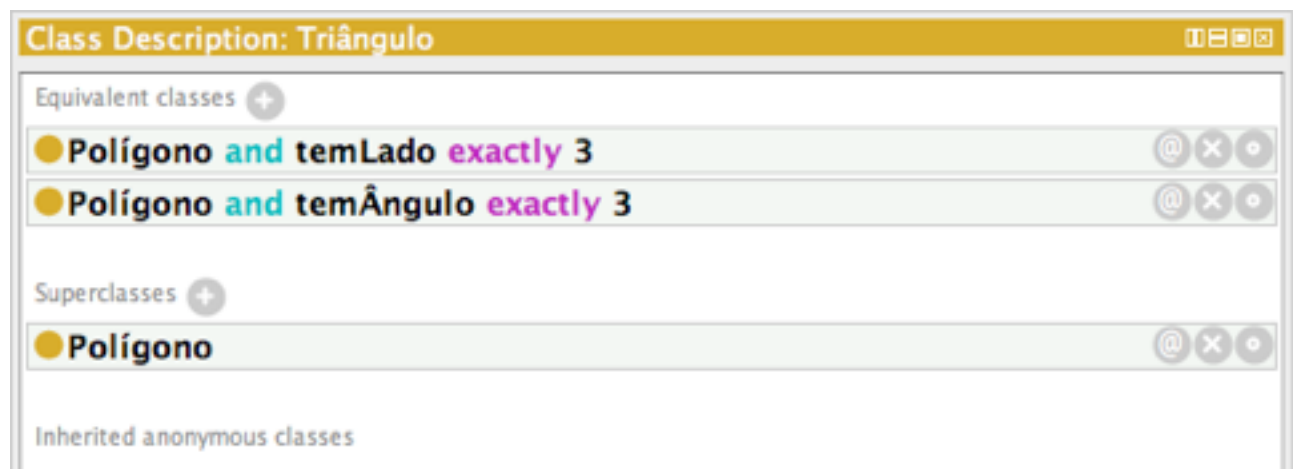 Class Description: Triângulo
Equivalent classes
Polígono and temLado exactly 3
Polígono and temÂngulo exactly 3
Superclasses
Polígono
Inherited anonymous classes